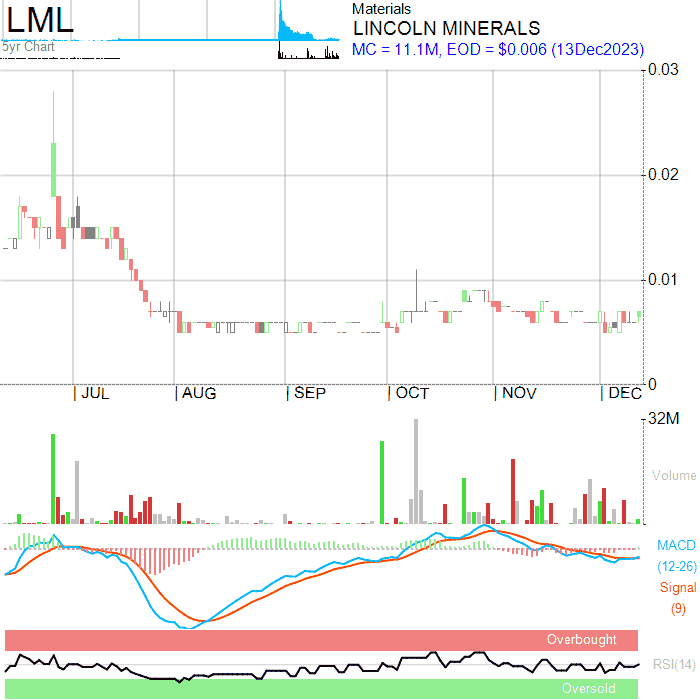 LML
5yr Chart
Materials
LINCOLN MINERALS
MC = 11.1M, EOD = $0.006 (13Dec2023)
0.03
0.02
0.01
0
JUL AUG SEP OCT NOV DEC
32M
Volume
MACD
(12-26)
Signal
(9)
Overbought
RSI(14)
Oversold